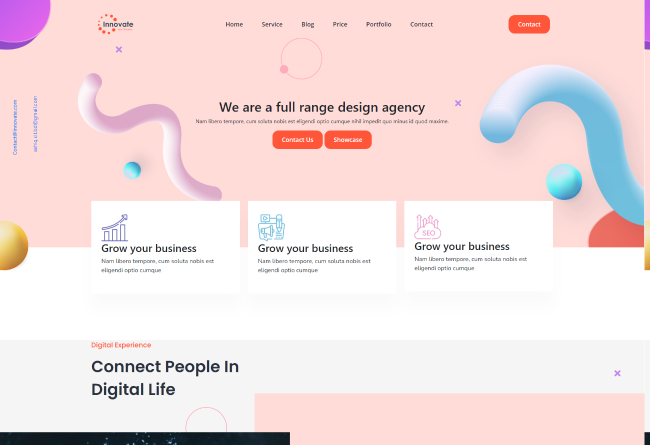 Innovate
Home Service Blog Price Portfolio Contact
Contact
Contact@innovate.com
We are a full range design agency
Nam libero tempore, cum soluta nobis est eligendi optio cumque nihil impedit quo minus id quod maxime.
Contact Us Showcase
SEO
Grow your business
Nam libero tempore, cum soluta nobis est
eligendi optio cumque
Grow your business
Nam libero tempore, cum soluta nobis est
eligendi optio cumque
Grow your business
Nam libero tempore, cum soluta nobis est
eligendi optio cumque
Digital Experience
Connect People In
Digital Life